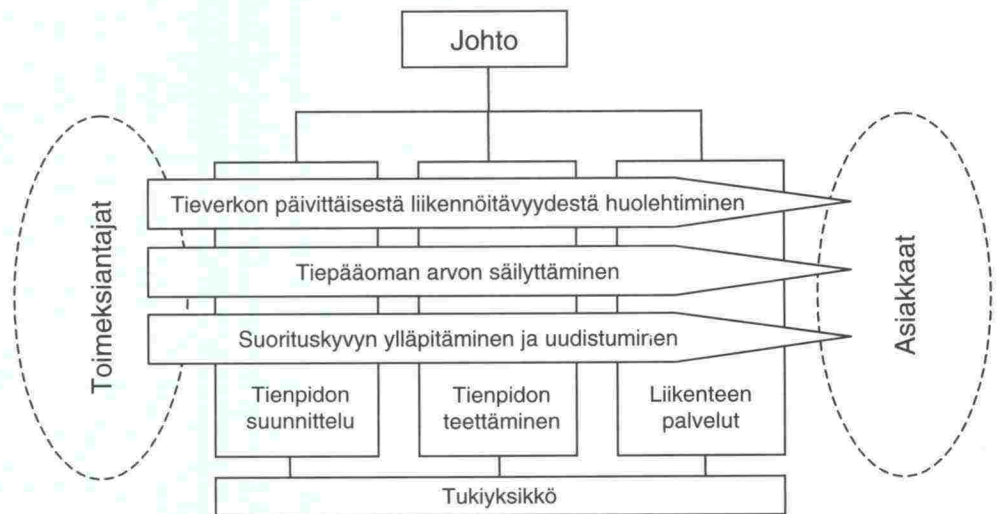 Johto
Toimeksiantajat
Asiakkaat
Tieverkon päivittäisestä liikennöitävyydestä huolehtiminen
Tiepääoman arvon säilyttäminen
Suorituskyvyn ylläpitäminen ja uudistuminen
Tienpidon
suunnittelu
Tienpidon
teettäminen
Liikenteen
palvelut
Tukiyksikkö